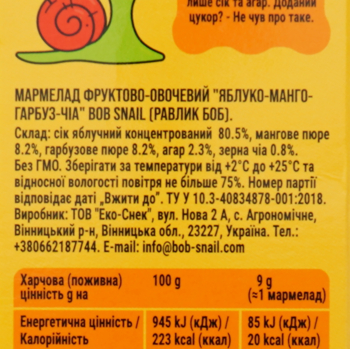 лише сік та агар. Доданий
цукор? - Не чув про таке.
МАРМЕЛАД ФРУКТОВО-ОВОЧЕВИЙ "ЯБЛУКО-МАНГО-
ГАРБУЗ-ЧІА" BOB SNAIL (РАВЛИК БОБ).
Склад: сік яблучний концентрований 80.5%, мангове пюре
8.2%, гарбузове пюре 8.2%, агар 2.3%, зерна чіа 0.8%.
Без ГМО. Зберігати за температури від +2°С до +25°С та
відносної вологості повітря не більше 75%. Номер партії
відповідає даті „Вжити до". ТУ У 10.3-40834878-001:2018.
Виробник: ТОВ "Еко-Снек", вул. Нова 2 А, с. Агрономічне,
Вінницький р-н, Вінницька обл., 23227, Україна. Тел.:
+380662187744. E-mail: info@bob-snail.com
Харчова (поживна) 100 g 9 g
цінність g на (≈1 мармелад)
Енергетична цінність / 945 kJ (кДж) / 85 kJ (кДж) /
Калорійність 223 kcal (ккал) 20 kcal (ккал)